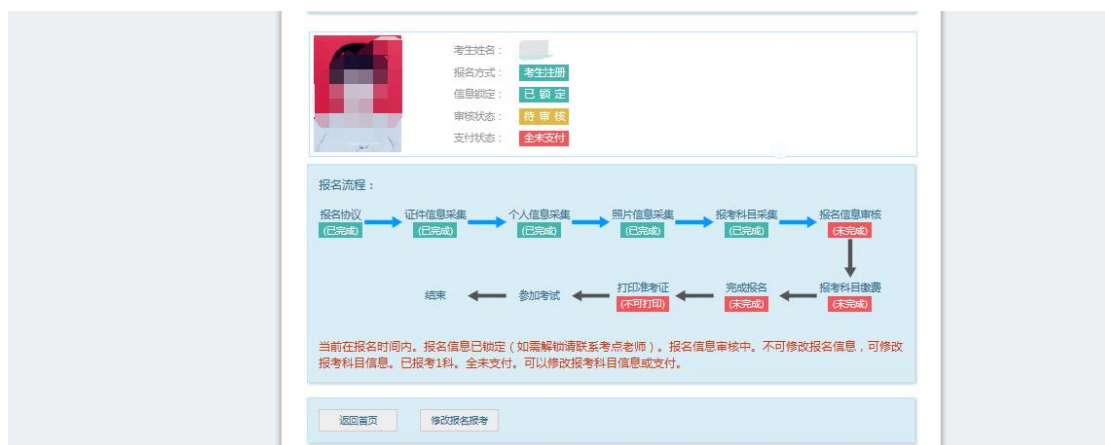 考生姓名：
报名方式： 考生注册
信息锁定： 已 锁 定
审核状态： 待 审 核
支付状态： 全未支付
报名流程：
报名协议 证件信息采集 个人信息采集 照片信息采集 报考科目采集 报名信息审核
(已完成) (已完成) (已完成) (已完成) (已完成) (未完成)
结束 参加考试 打印准考证 完成报名 报考科目缴费
(不可打印) (未完成) (未完成)
当前在报名时间内。报名信息已锁定（如需解锁请联系考点老师）。报名信息审核中。不可修改报名信息，可修改
报考科目信息。已报考1科。全未支付。可以修改报考科目信息或支付。
返回首页 修改报名报考